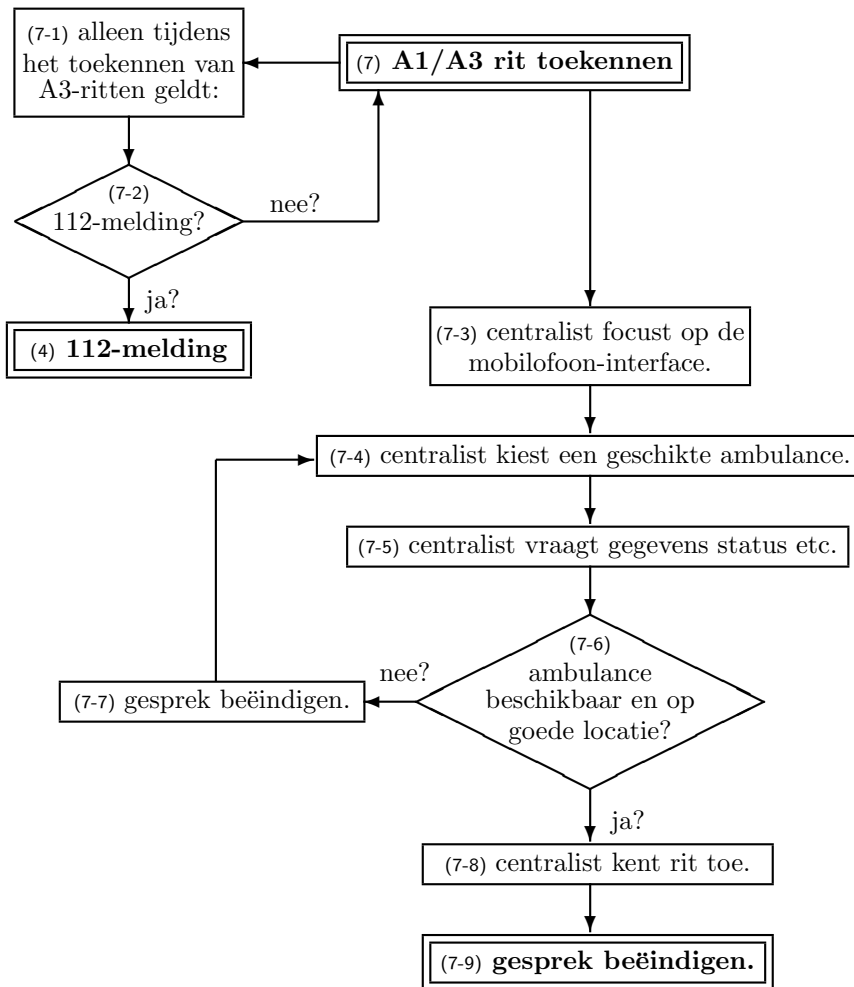 (7-1) alleen tijdens
het toekennen van
A3-ritten geldt:
(7) A1/A3 rit toekennen
(7-2)
112-melding?
nee?
ja?
(4) 112-melding
(7-3) centralist focust op de
mobilofoon-interface.
(7-4) centralist kiest een geschikte ambulance.
(7-5) centralist vraagt gegevens status etc.
(7-6)
ambulance
beschikbaar en op
goede locatie?
nee?
(7-7) gesprek beëindigen.
ja?
(7-8) centralist kent rit toe.
(7-9) gesprek beëindigen.